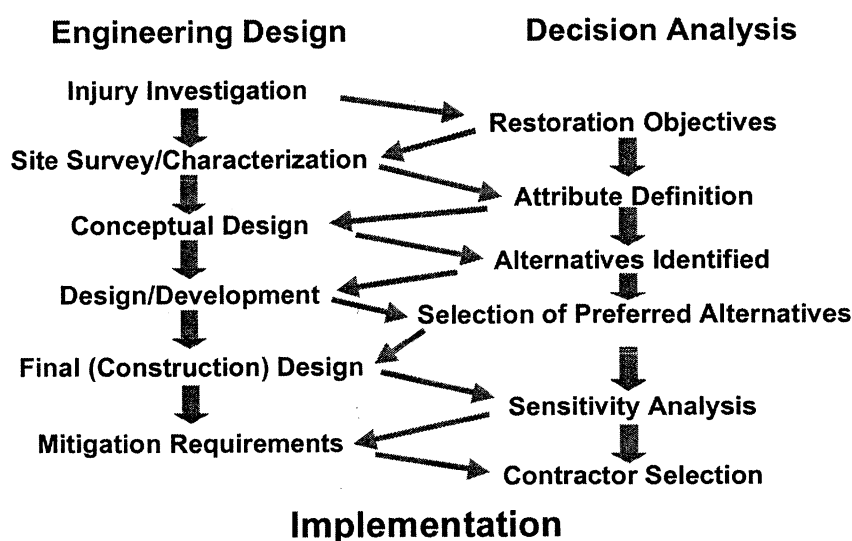 Engineering Design
Decision Analysis
Injury Investigation
Restoration Objectives
Site Survey/Characterization
Attribute Definition
Conceptual Design
Alternatives Identified
Design/Development
Selection of Preferred Alternatives
Final (Construction) Design
Sensitivity Analysis
Mitigation Requirements
Contractor Selection
Implementation